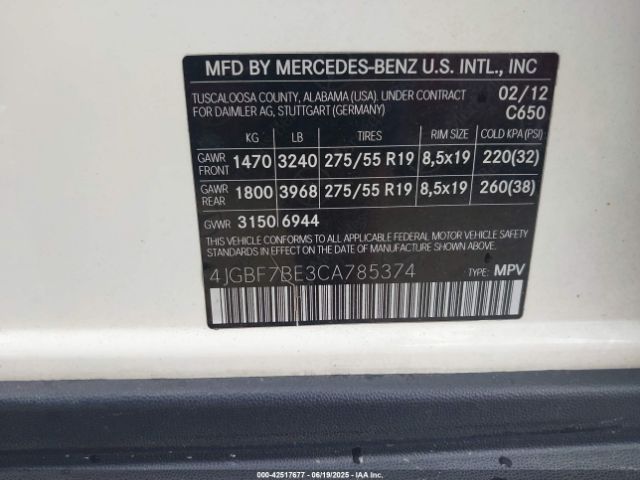 MFD BY MERCEDES-BENZ U.S. INTL., INC
TUSCALOOSA COUNTY, ALABAMA (USA). UNDER CONTRACT 02/12
FOR DAIMLER AG, STUTTGART (GERMANY) C650
KG LB TIRES RIM SIZE COLD KPA (PSI)
GAWR FRONT 1470 3240 275/55 R19 8,5x19 220(32)
GAWR REAR 1800 3968 275/55 R19 8,5x19 260(38)
GVWR 3150 6944
THIS VEHICLE CONFORMS TO ALL APPLICABLE FEDERAL MOTOR VEHICLE SAFETY
AND THEFT PREVENTION STANDARDS IN EFFECT ON THE DATE OF MANUFACTURE SHOWN ABOVE.
4JGBF7BE3CA785374 TYPE: MPV
000-42517677 - 06/19/2025 - IAA Inc.